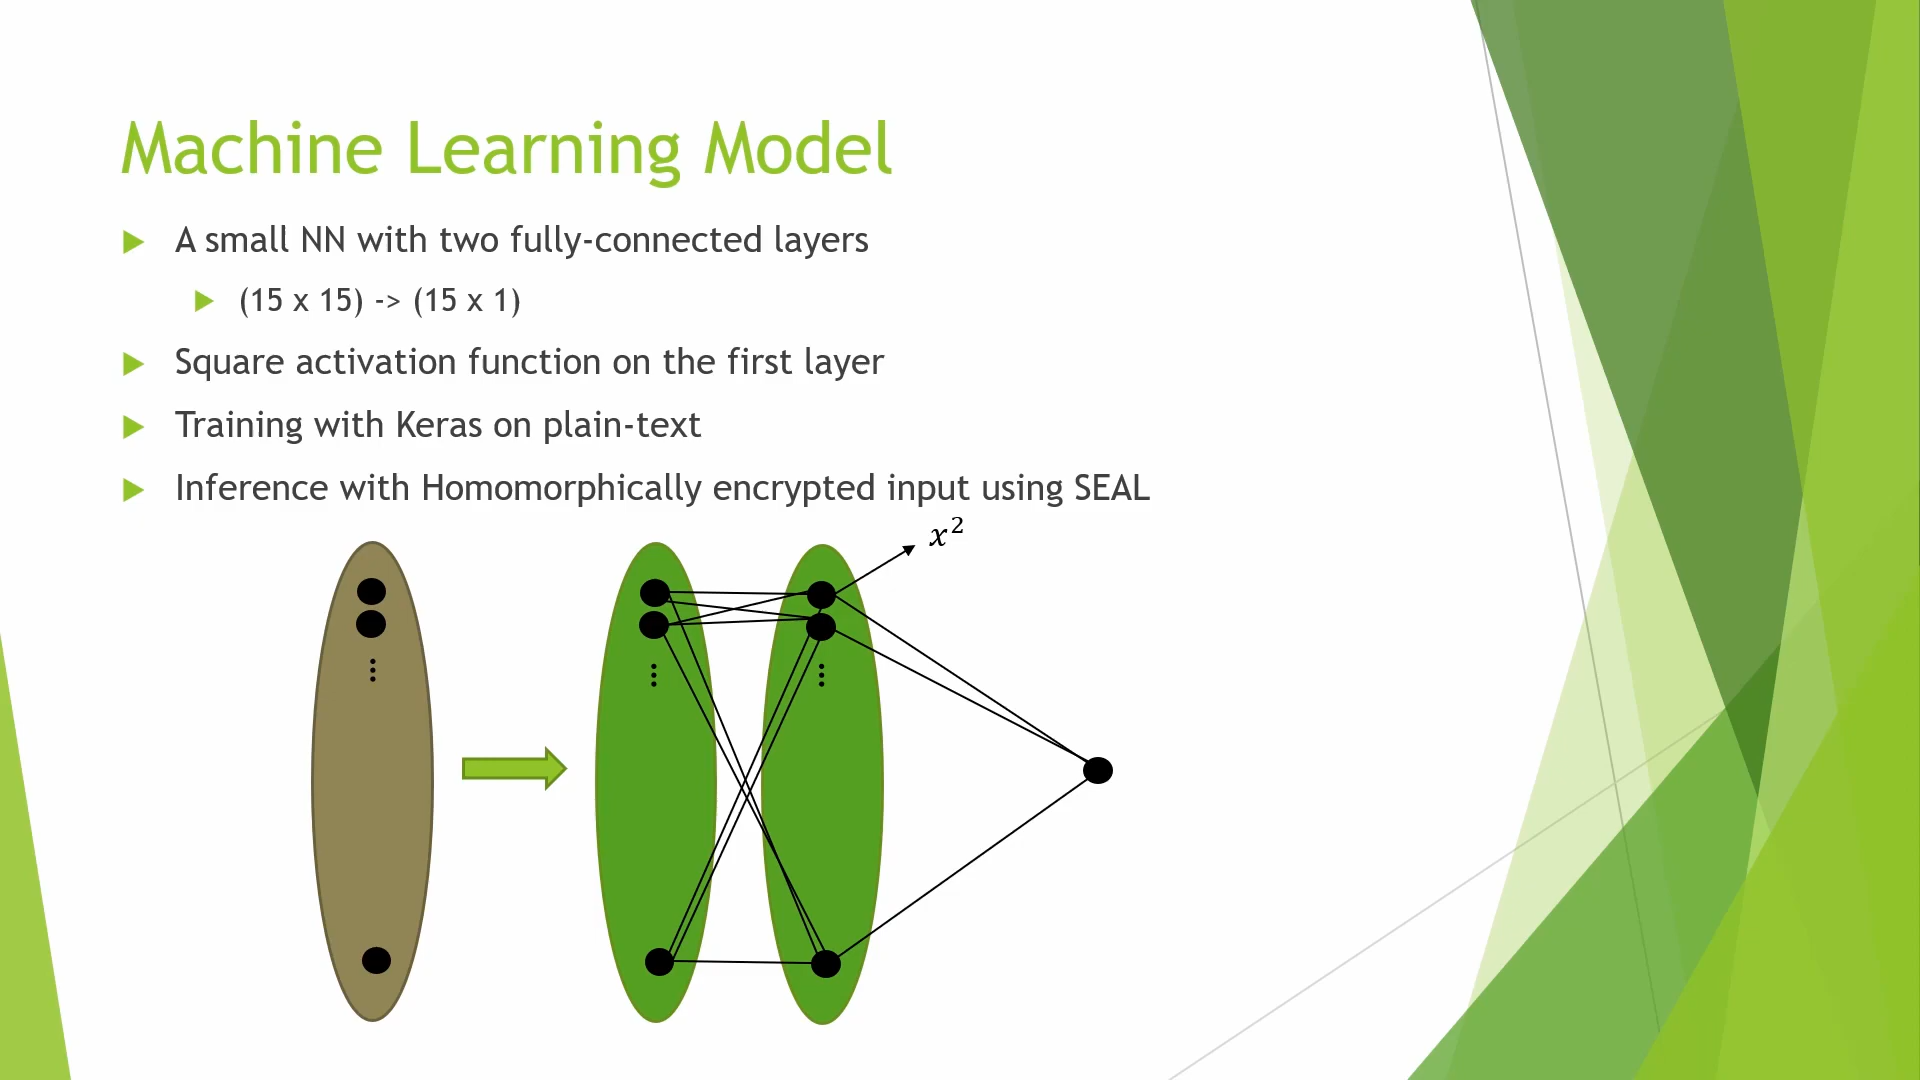 Machine Learning Model
A small NN with two fully-connected layers
(15 x 15) -> (15 x 1)
Square activation function on the first layer
Training with Keras on plain-text
Inference with Homomorphically encrypted input using SEAL
x²